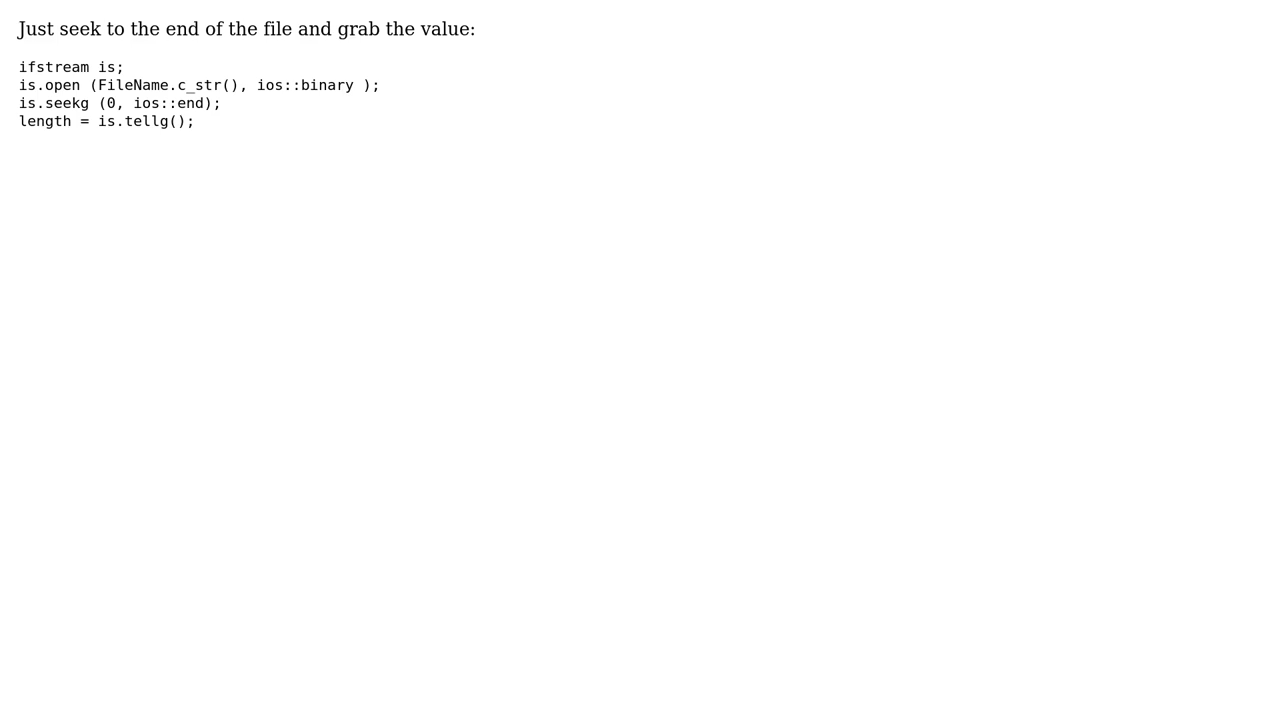 Just seek to the end of the file and grab the value:
ifstream is;
is.open (FileName.c_str(), ios::binary );
is.seekg (0, ios::end);
length = is.tellg();